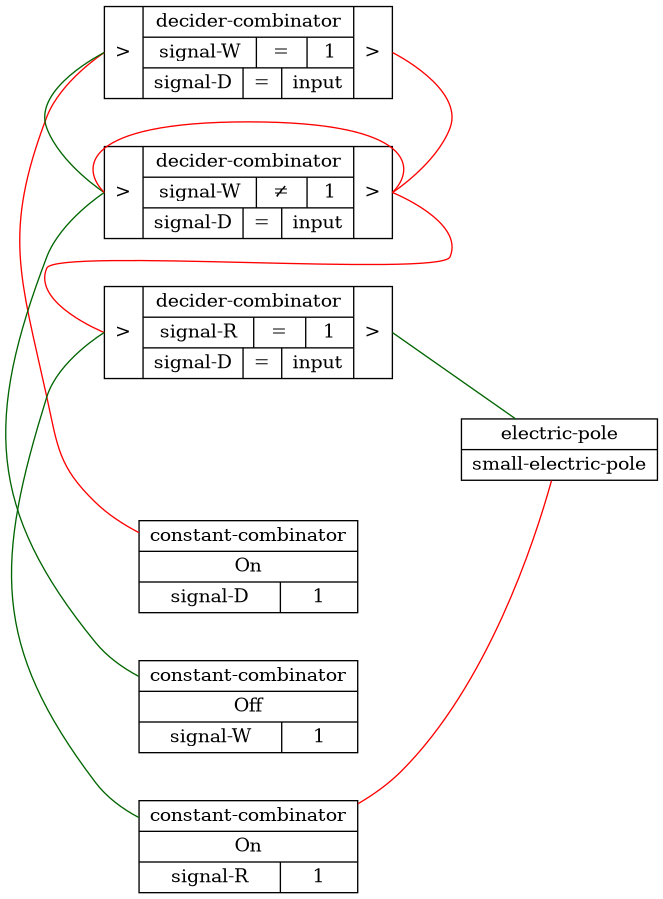 decider-combinator
> signal-W = 1 >
signal-D = input
decider-combinator
> signal-W ≠ 1 >
signal-D = input
decider-combinator
> signal-R = 1 >
signal-D = input
electric-pole
small-electric-pole
constant-combinator
On
signal-D 1
constant-combinator
Off
signal-W 1
constant-combinator
On
signal-R 1